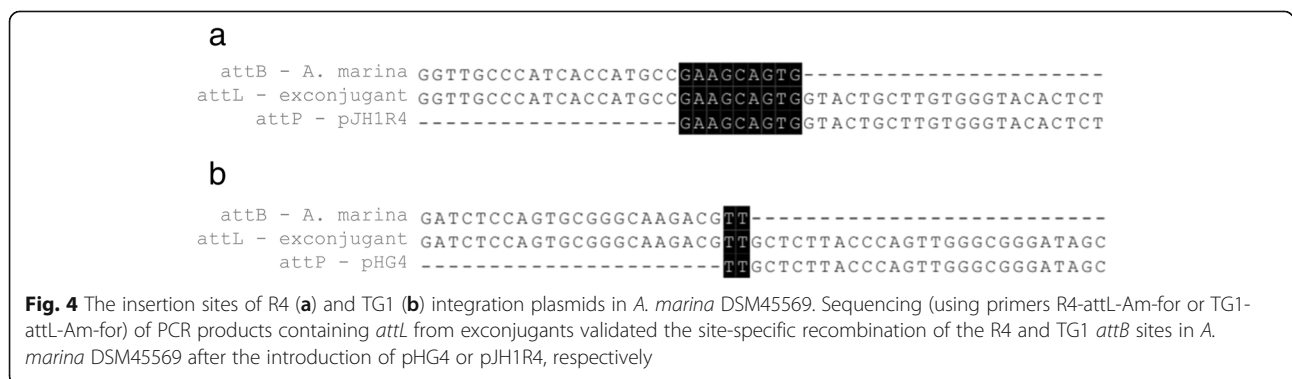 a
attB - A. marina GGTTGCCCATCACCATGCCGAAGCAGTG----------------------
attL - exconjugant GGTTGCCCATCACCATGCCGAAGCAGTGGTACTGCTTGTGGGTACACTCT
attP - pJH1R4 -------------------GAAGCAGTGGTACTGCTTGTGGGTACACTCT
b
attB - A. marina GATCTCCAGTGCGGGCAAGACGTT--------------------------
attL - exconjugant GATCTCCAGTGCGGGCAAGACGTTGCTCTTACCCAGTTGGGCGGGATAGC
attP - pHG4 ----------------------TTGCTCTTACCCAGTTGGGCGGGATAGC
Fig. 4 The insertion sites of R4 (a) and TG1 (b) integration plasmids in A. marina DSM45569. Sequencing (using primers R4-attL-Am-for or TG1-
attL-Am-for) of PCR products containing attL from exconjugants validated the site-specific recombination of the R4 and TG1 attB sites in A.
marina DSM45569 after the introduction of pHG4 or pJH1R4, respectively